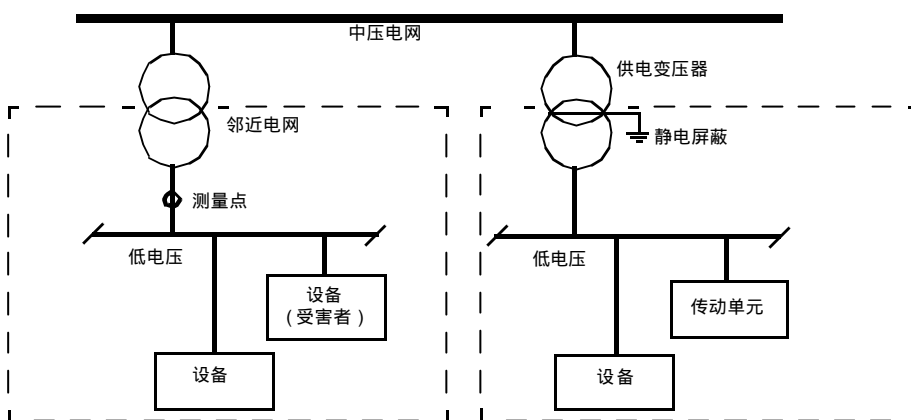 中压电网
供电变压器
邻近电网
静电屏蔽
测量点
低电压
低电压
设备
(受害者)
传动单元
设备
设备